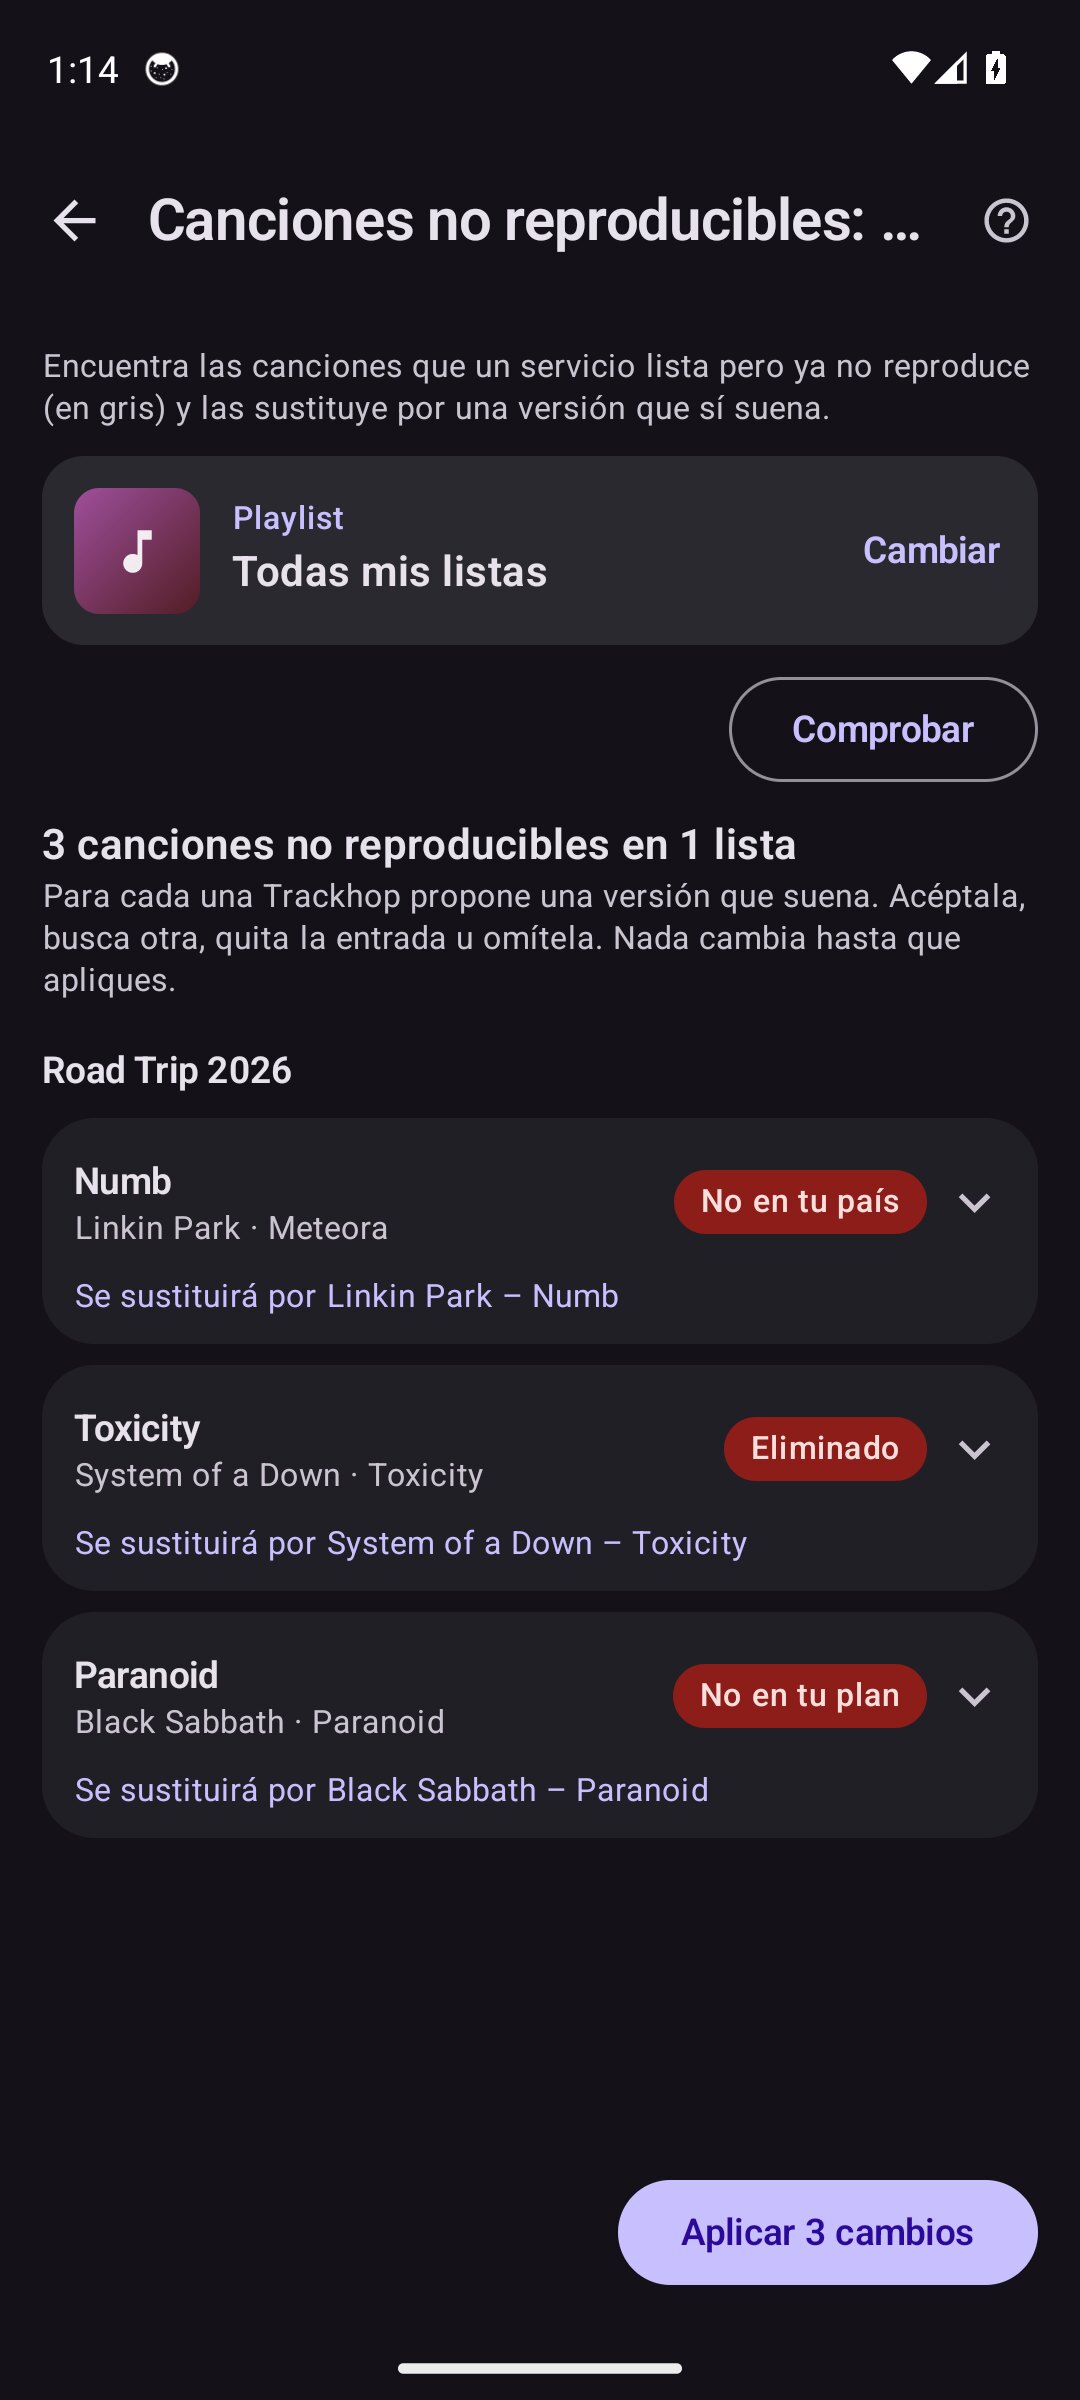 1:14
Canciones no reproducibles: ...
Encuentra las canciones que un servicio lista pero ya no reproduce
(en gris) y las sustituye por una versión que sí suena.
Playlist
Todas mis listas
Cambiar
Comprobar
3 canciones no reproducibles en 1 lista
Para cada una Trackhop propone una versión que suena. Acéptala,
busca otra, quita la entrada u omítela. Nada cambia hasta que
apliques.
Road Trip 2026
Numb
Linkin Park · Meteora
No en tu país
Se sustituirá por Linkin Park – Numb
Toxicity
System of a Down · Toxicity
Eliminado
Se sustituirá por System of a Down – Toxicity
Paranoid
Black Sabbath · Paranoid
No en tu plan
Se sustituirá por Black Sabbath – Paranoid
Aplicar 3 cambios